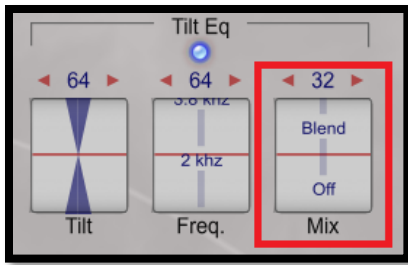 Tilt Eq
64 64 32
3.8 khz
Blend
2 khz
Off
Tilt Freq. Mix